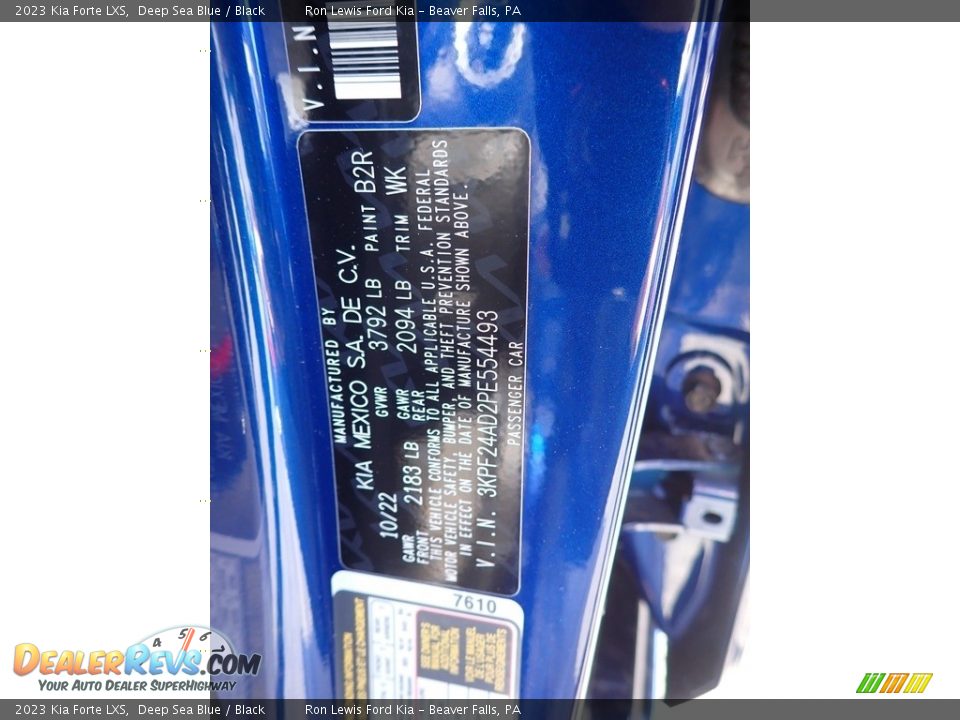 2023 Kia Forte LXS, Deep Sea Blue / Black Ron Lewis Ford Kia – Beaver Falls, PA
V.I.N
MANUFACTURED BY
KIA MEXICO S.A. DE C.V.
10/22 GVWR 3792 LB PAINT B2R
GAWR FRONT 2183 LB GAWR REAR 2094 LB TRIM WK
THIS VEHICLE CONFORMS TO ALL APPLICABLE U.S.A. FEDERAL
MOTOR VEHICLE SAFETY, BUMPER, AND THEFT PREVENTION STANDARDS
IN EFFECT ON THE DATE OF MANUFACTURE SHOWN ABOVE.
V.I.N. 3KPF24AD2PE554493
PASSENGER CAR
7610
4 5 6
DEALERREVS.COM
YOUR AUTO DEALER SUPERHIGHWAY
2023 Kia Forte LXS, Deep Sea Blue / Black Ron Lewis Ford Kia – Beaver Falls, PA